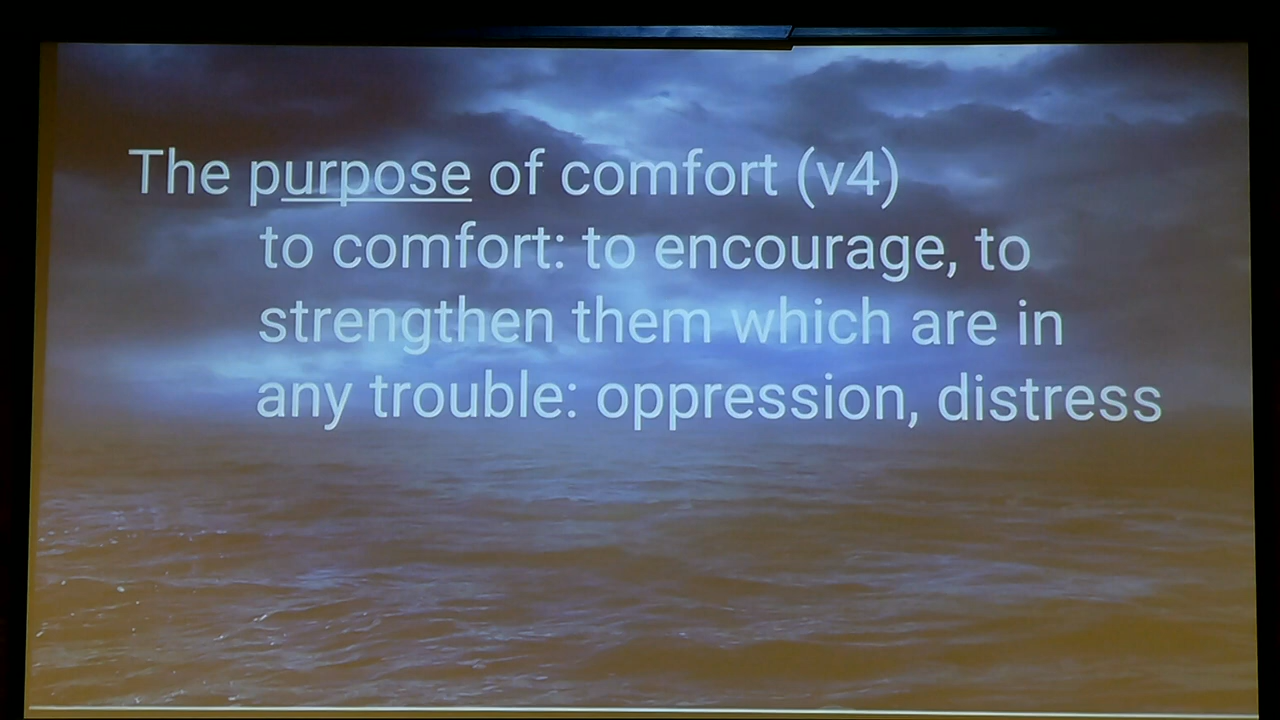 The purpose of comfort (v4)
to comfort: to encourage, to
strengthen them which are in
any trouble: oppression, distress